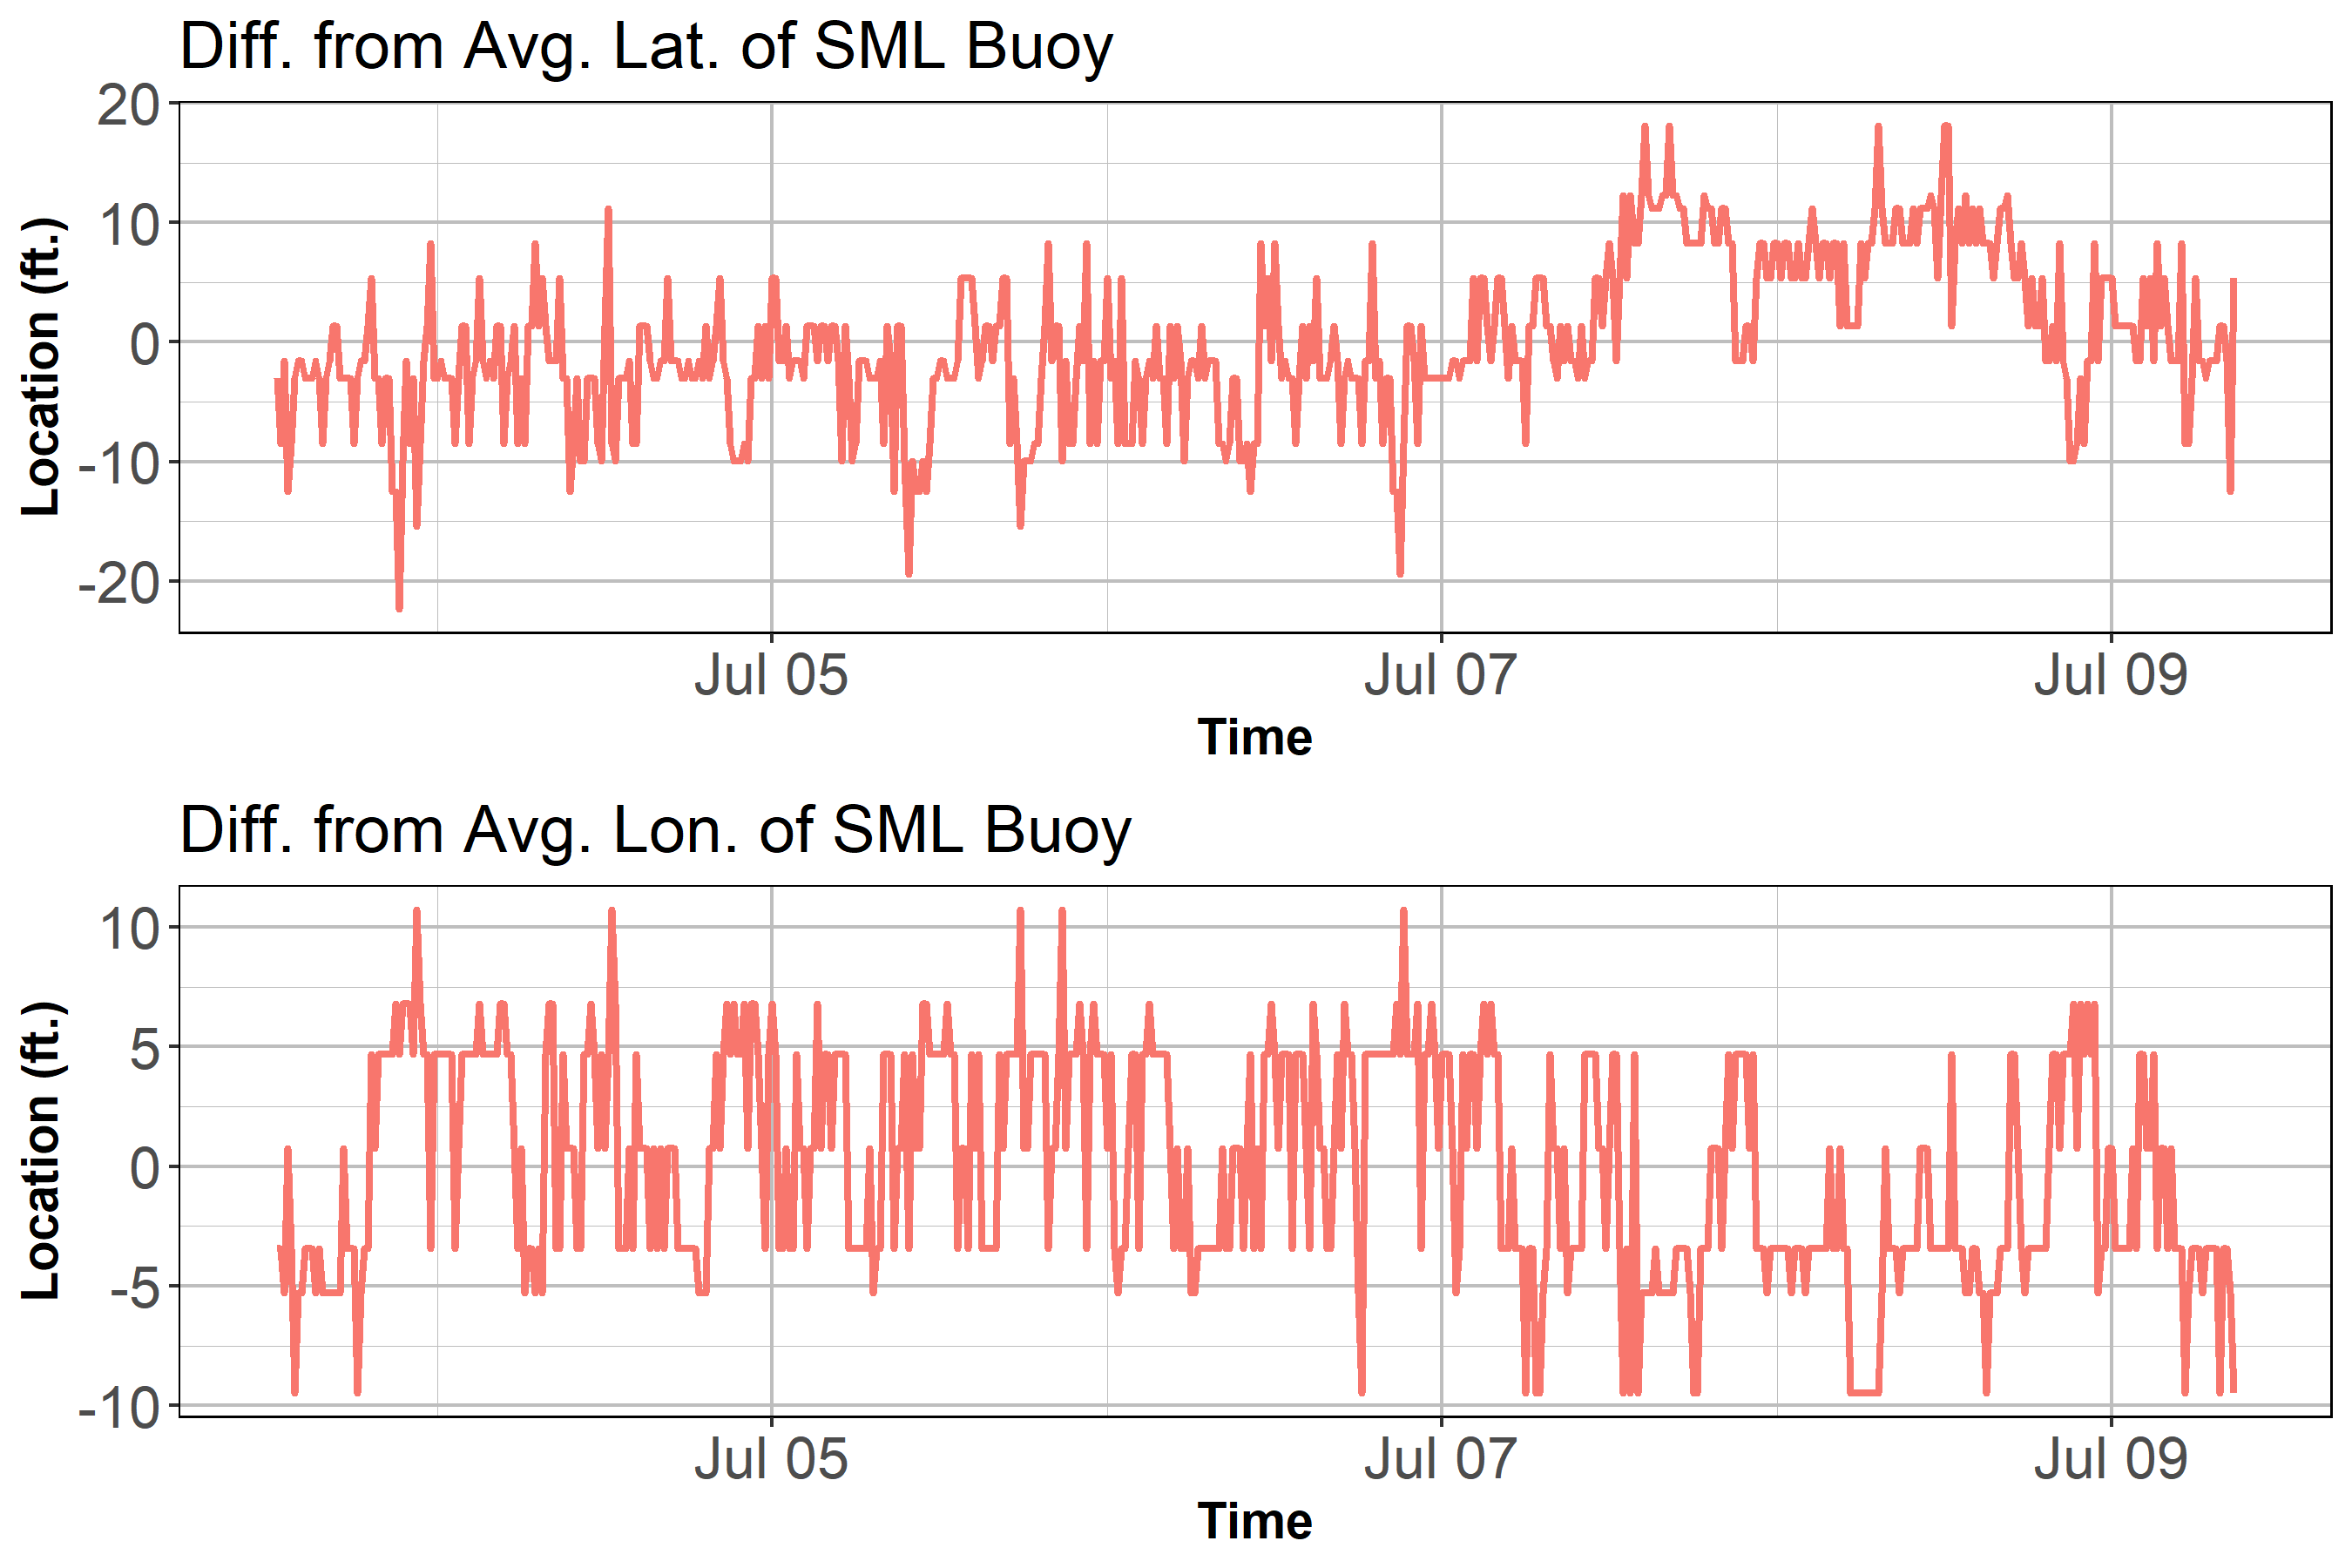 Diff. from Avg. Lat. of SML Buoy
Location (ft.)
20
10
0
-10
-20
Jul 05
Jul 07
Jul 09
Time
Diff. from Avg. Lon. of SML Buoy
Location (ft.)
10
5
0
-5
-10
Jul 05
Jul 07
Jul 09
Time